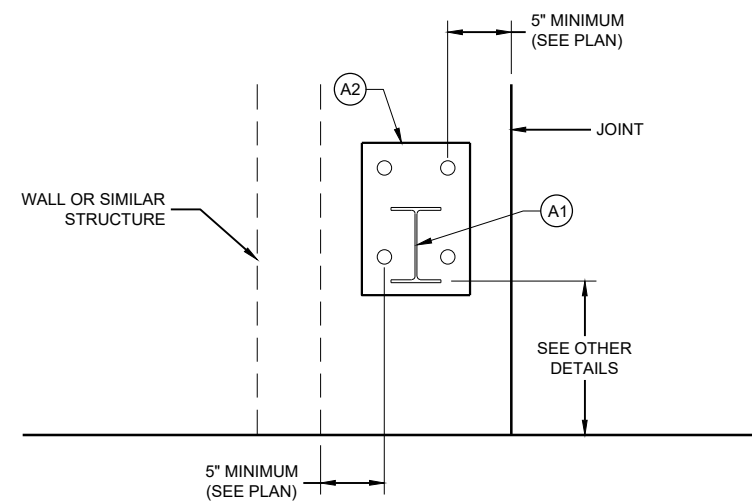 5" MINIMUM
(SEE PLAN)
A2
JOINT
WALL OR SIMILAR
STRUCTURE
A1
SEE OTHER
DETAILS
5" MINIMUM
(SEE PLAN)